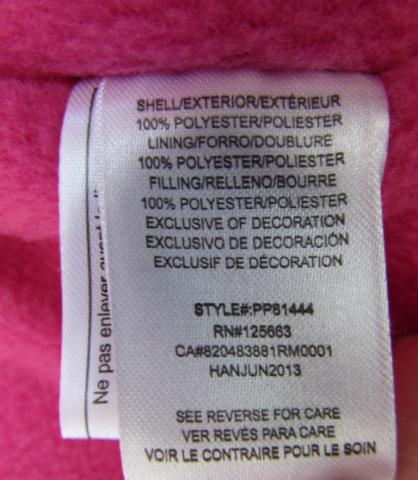 SHELL/EXTERIOR/EXTÉRIEUR
100% POLYESTER/POLIESTER
LINING/FORRO/DOUBLURE
100% POLYESTER/POLIESTER
FILLING/RELLENO/BOURRE
100% POLYESTER/POLIESTER
EXCLUSIVE OF DECORATION
EXCLUSIVO DE DECORACIÓN
EXCLUSIF DE DÉCORATION
STYLE#:PP81444
RN#125663
CA#820483881RM0001
HANJUN2013
SEE REVERSE FOR CARE
VER REVÉS PARA CARE
VOIR LE CONTRAIRE POUR LE SOIN
Ne pas enlever